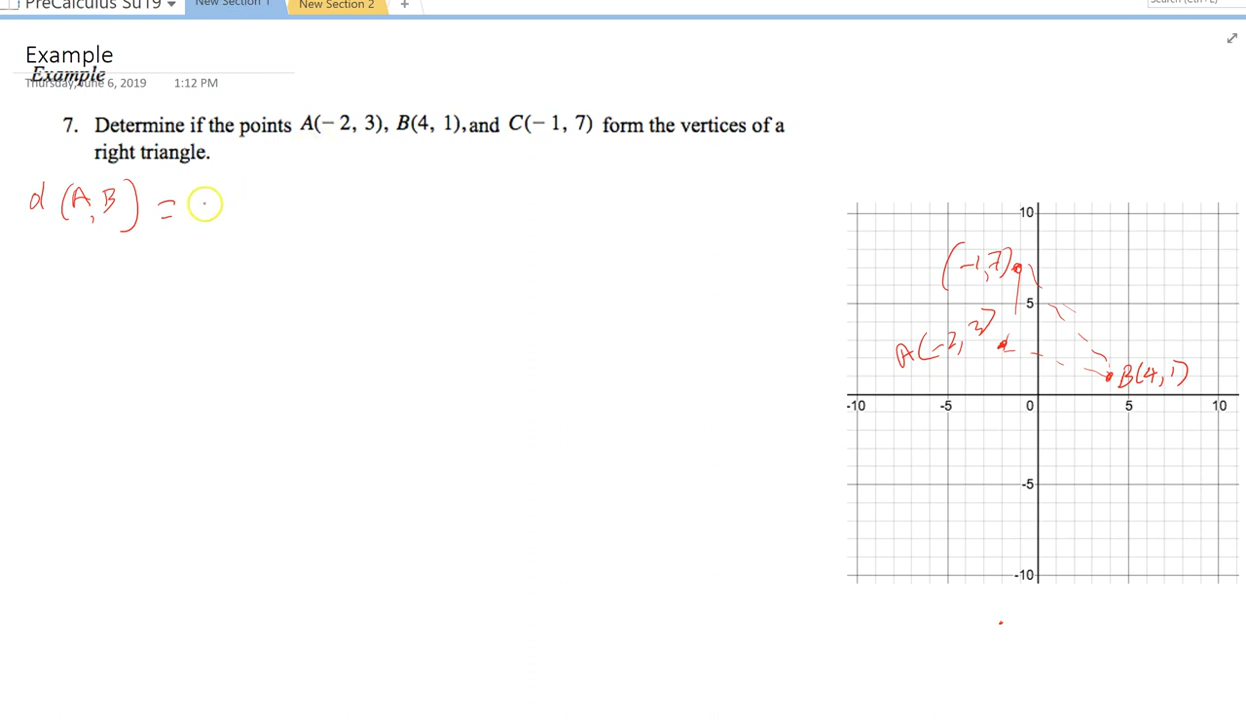 PreCalculus Su19
New Section 1
New Section 2
+
Search (Ctrl+E)
Example
Example
Thursday, June 6, 2019 1:12 PM
7. Determine if the points A(− 2, 3), B(4, 1), and C(− 1, 7) form the vertices of a
right triangle.
d (A, B) =
10
(-1, 7)
5
A(-2, 3)
B(4, 1)
-10 -5 0 5 10
-5
-10